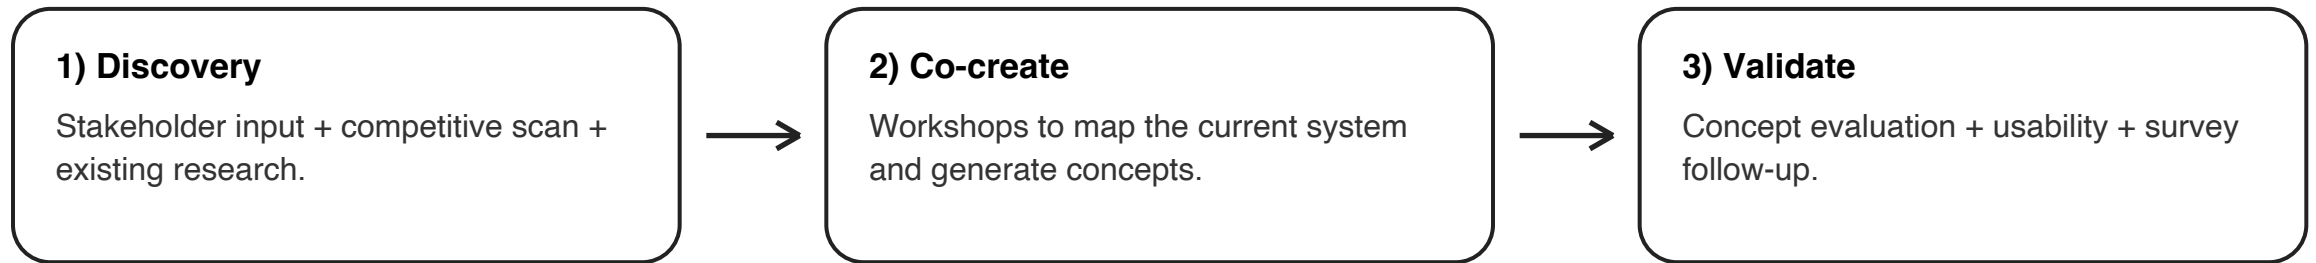 1) Discovery
Stakeholder input + competitive scan +
existing research.
2) Co-create
Workshops to map the current system
and generate concepts.
3) Validate
Concept evaluation + usability + survey
follow-up.